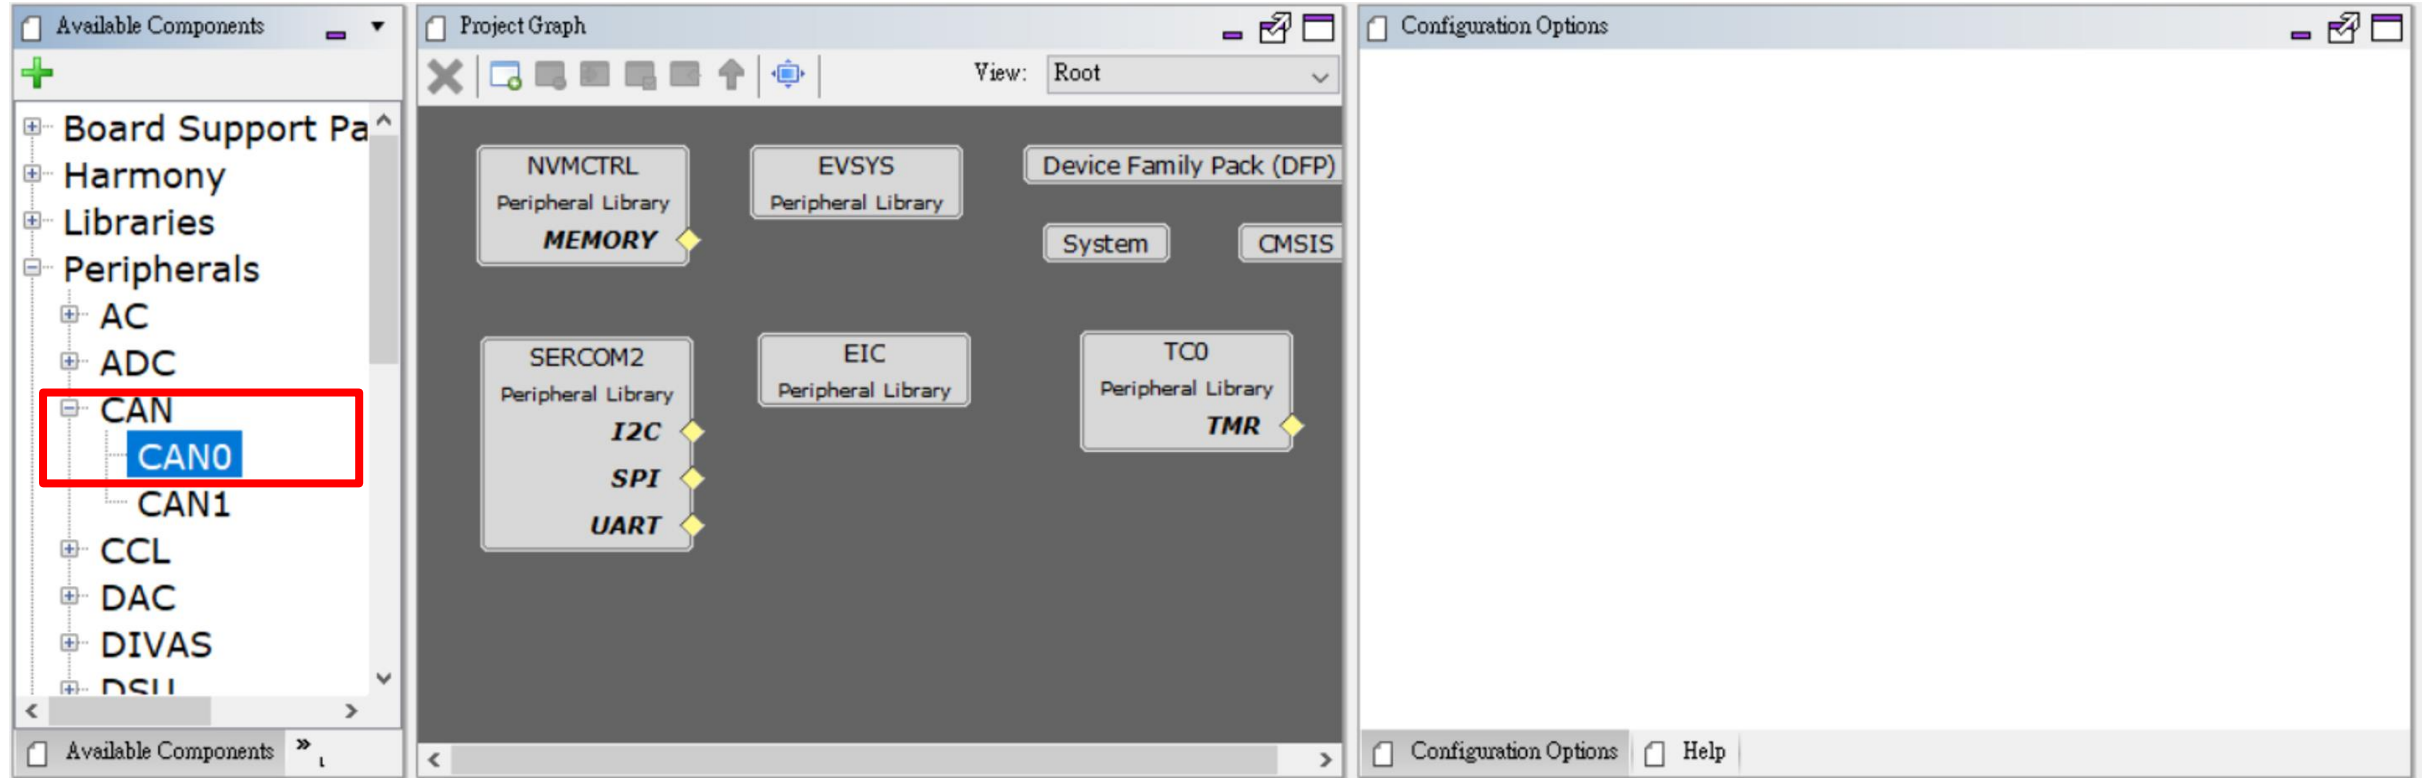 Available Components
Board Support Pa
Harmony
Libraries
Peripherals
AC
ADC
CAN
CAN0
CAN1
CCL
DAC
DIVAS
DSU
Available Components
Project Graph
View: Root
NVMCTRL
Peripheral Library
MEMORY
EVSYS
Peripheral Library
Device Family Pack (DFP)
System
CMSIS
SERCOM2
Peripheral Library
I2C
SPI
UART
EIC
Peripheral Library
TC0
Peripheral Library
TMR
Configuration Options
Configuration Options
Help